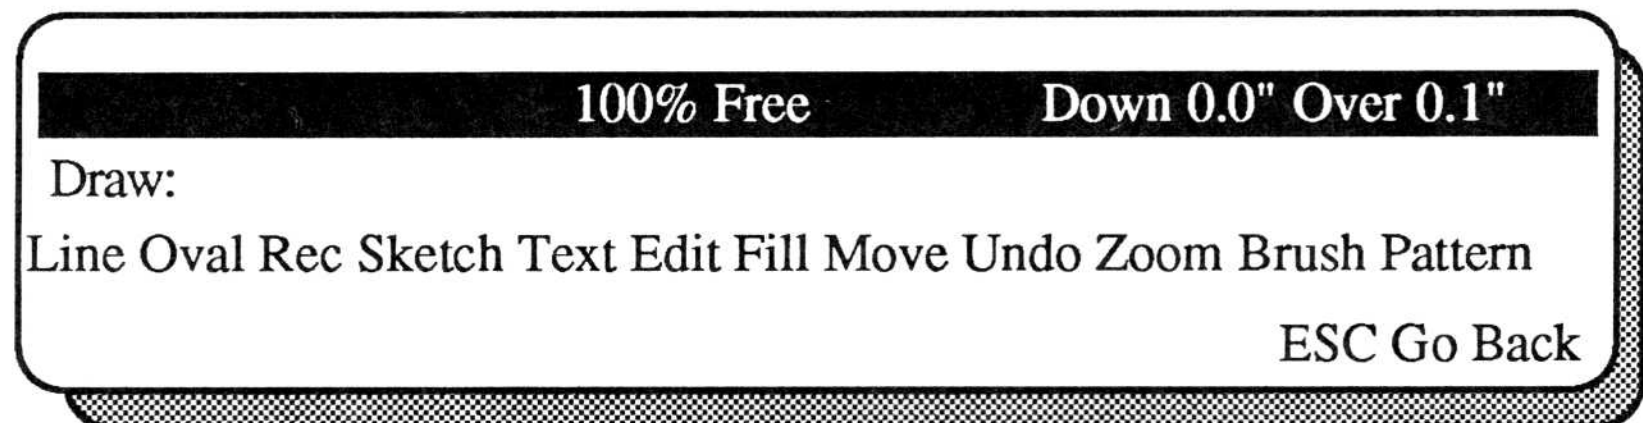 100% Free Down 0.0" Over 0.1"
Draw:
Line Oval Rec Sketch Text Edit Fill Move Undo Zoom Brush Pattern
ESC Go Back